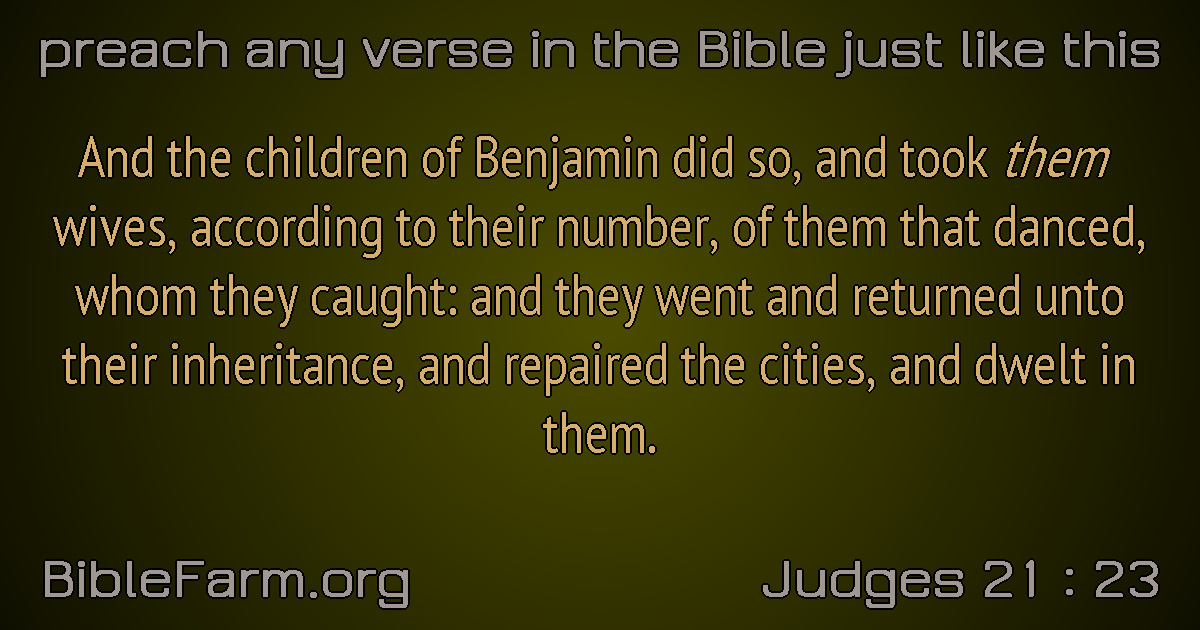 preach any verse in the Bible just like this
And the children of Benjamin did so, and took them
wives, according to their number, of them that danced,
whom they caught: and they went and returned unto
their inheritance, and repaired the cities, and dwelt in
them.
BibleFarm.org
Judges 21 : 23